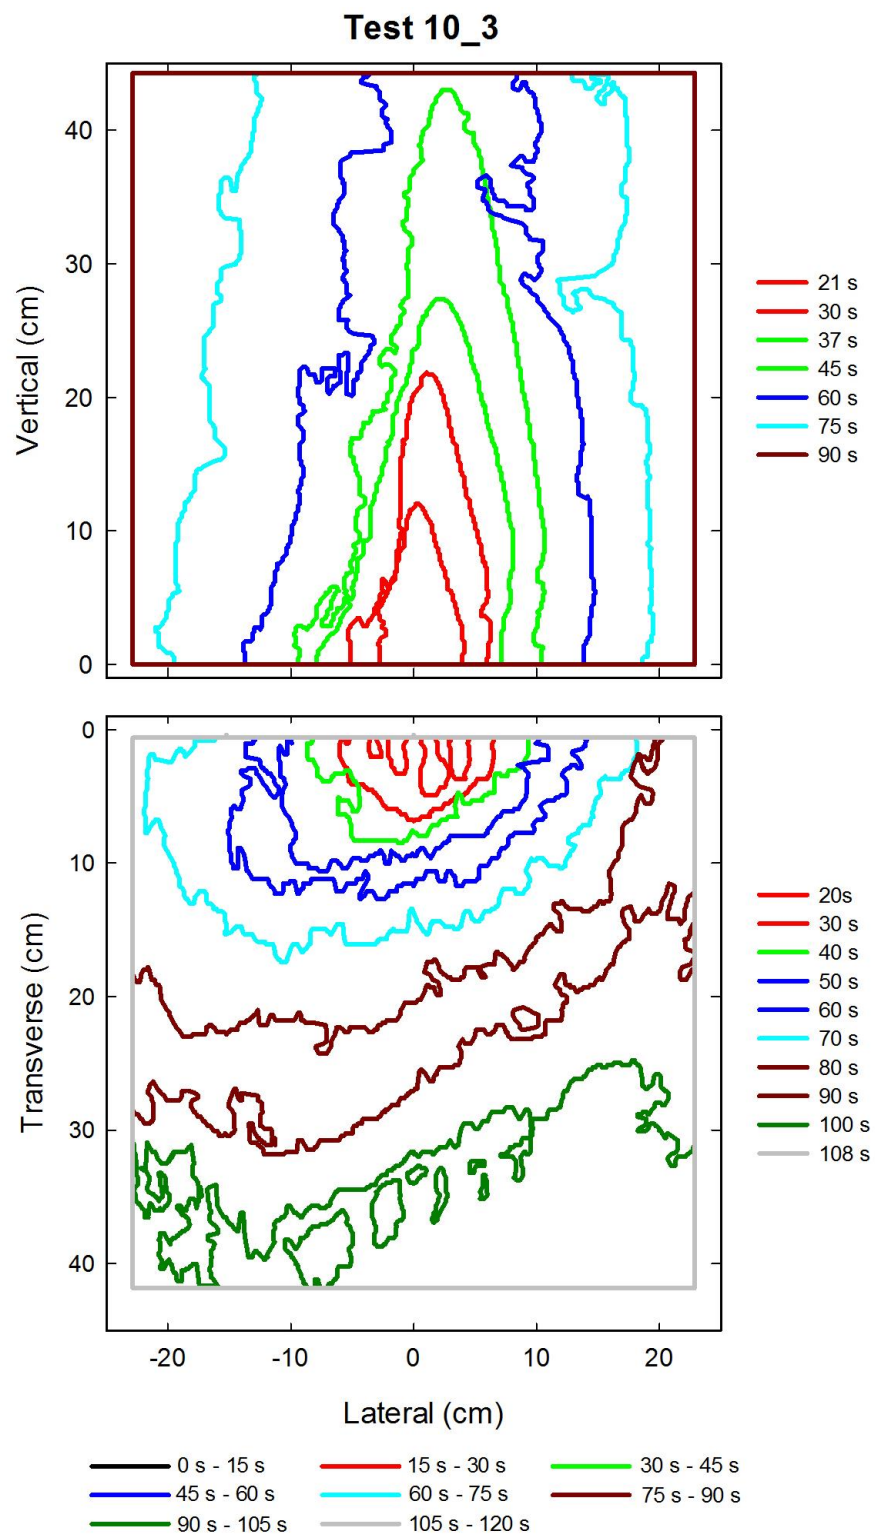 Test 10_3
40
30
20
10
0
Vertical (cm)
21 s
30 s
37 s
45 s
60 s
75 s
90 s
0
10
20
30
40
Transverse (cm)
20s
30 s
40 s
50 s
60 s
70 s
80 s
90 s
100 s
108 s
-20 -10 0 10 20
Lateral (cm)
0 s - 15 s 15 s - 30 s 30 s - 45 s
45 s - 60 s 60 s - 75 s 75 s - 90 s
90 s - 105 s 105 s - 120 s